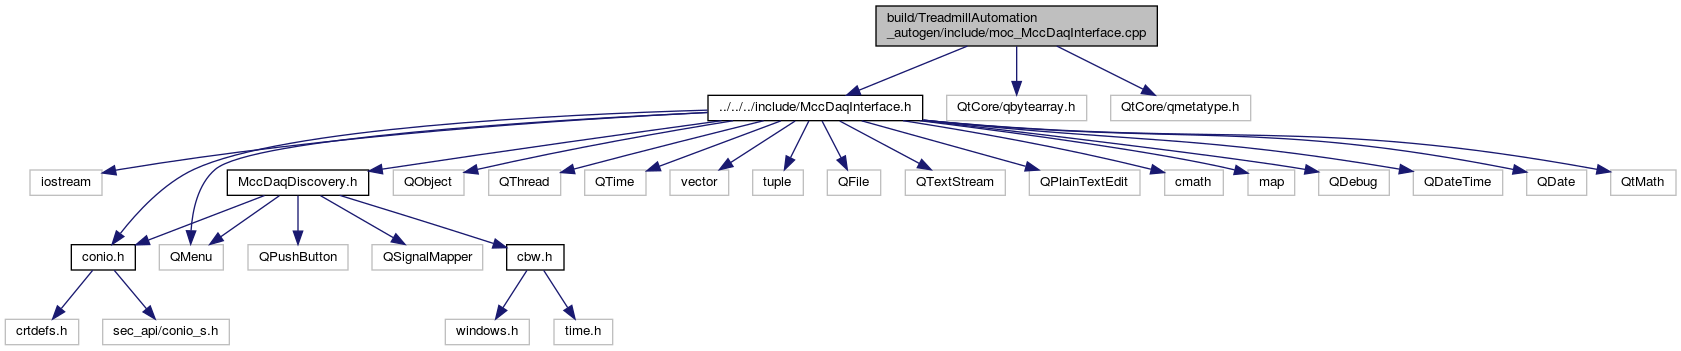 build/TreadmillAutomation
_autogen/include/moc_MccDaqInterface.cpp
../../../include/MccDaqInterface.h
QtCore/qbytearray.h
QtCore/qmetatype.h
iostream
MccDaqDiscovery.h
QObject
QThread
QTime
vector
tuple
QFile
QTextStream
QPlainTextEdit
cmath
map
QDebug
QDateTime
QDate
QtMath
conio.h
QMenu
QPushButton
QSignalMapper
cbw.h
crtdefs.h
sec_api/conio_s.h
windows.h
time.h